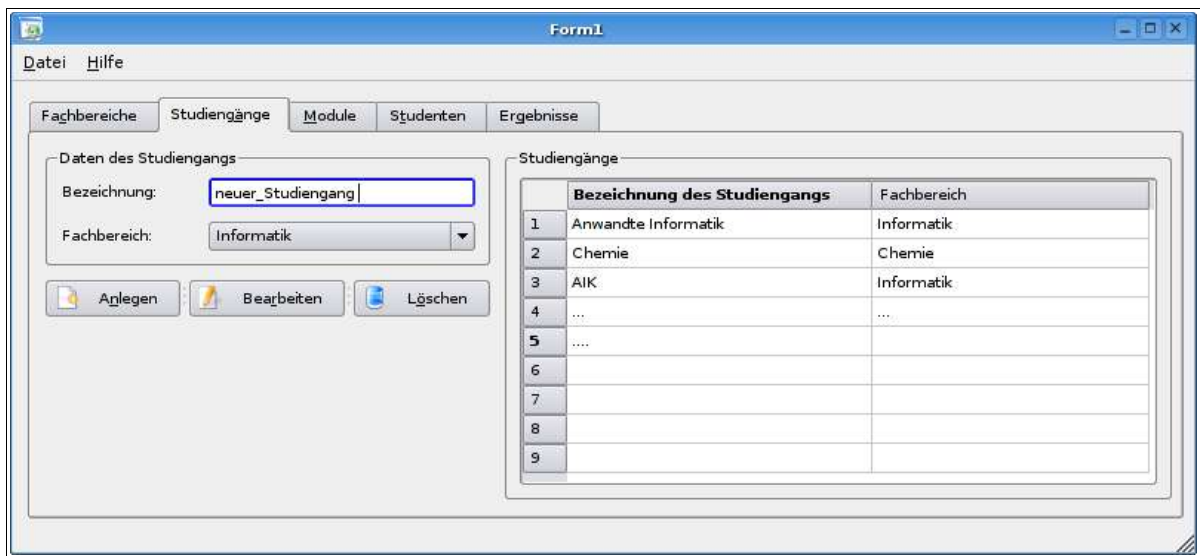 Form1
Datei Hilfe
Fachbereiche Studiengänge Module Studenten Ergebnisse
Daten des Studiengangs
Bezeichnung: neuer_Studiengang
Fachbereich: Informatik
Anlegen Bearbeiten Löschen
Studiengänge
Bezeichnung des Studiengangs Fachbereich
1 Anwandte Informatik Informatik
2 Chemie Chemie
3 AIK Informatik
4 ... ...
5 ....
6
7
8
9